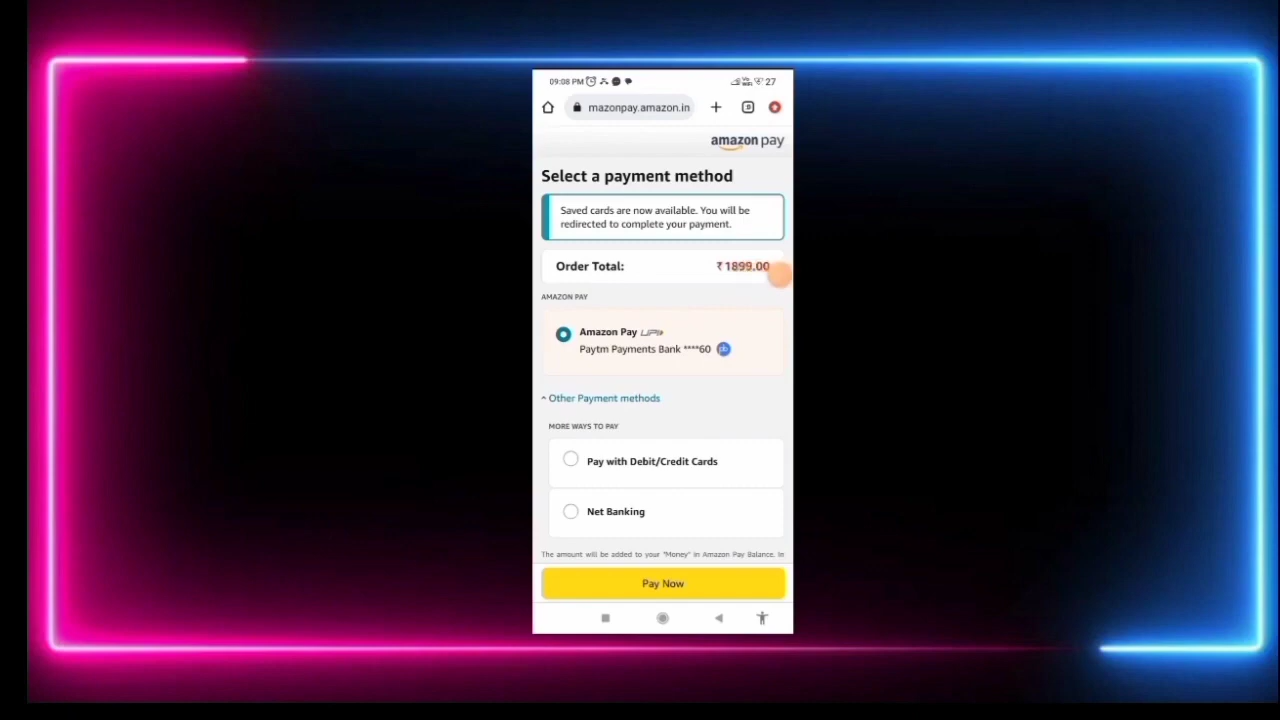 09:08 PM 27
mazonpay.amazon.in
amazon pay
Select a payment method
Saved cards are now available. You will be
redirected to complete your payment.
Order Total: ₹1899.00
AMAZON PAY
Amazon Pay UPI
Paytm Payments Bank ****60 pb
Other Payment methods
MORE WAYS TO PAY
Pay with Debit/Credit Cards
Net Banking
The amount will be added to your "Money" in Amazon Pay Balance. In
Pay Now